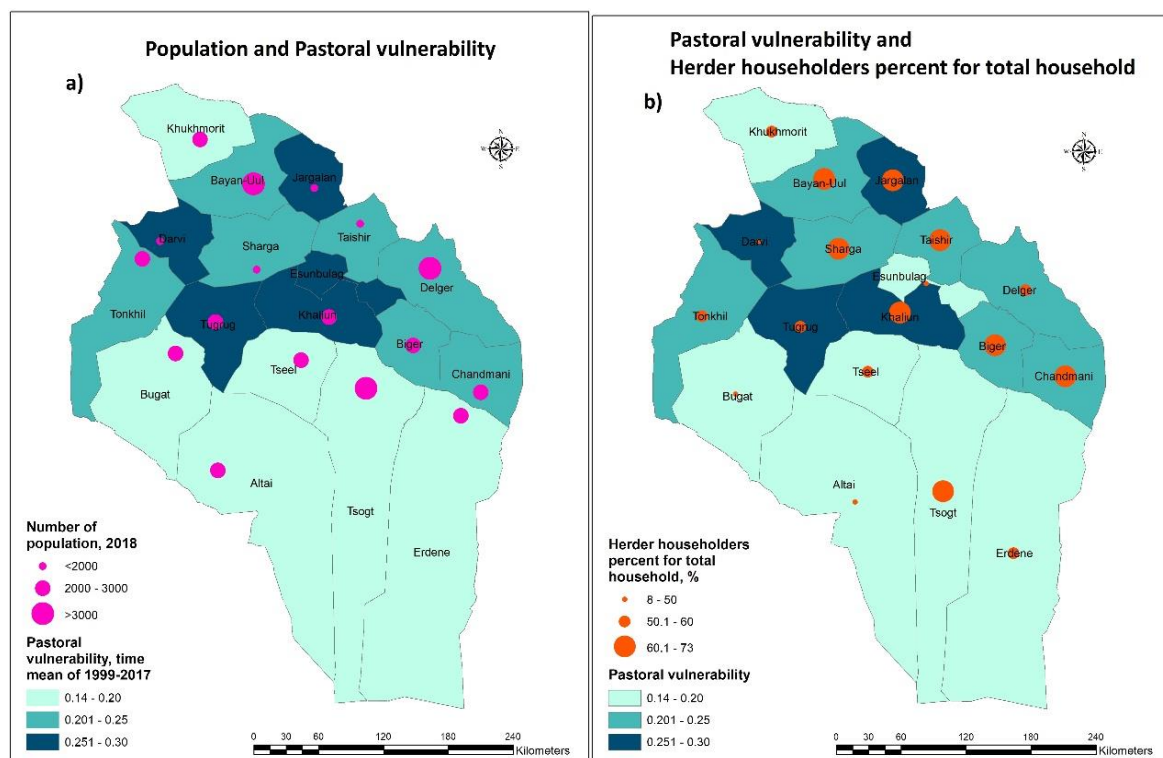 Population and Pastoral vulnerability
a)
Khukhmorit
N
W
E
S
Bayan-Uul
Jargalan
Darvi
Sharga
Taishir
Esunbulag
Delger
Tonkhil
Tugrug
Khaliun
Biger
Tseel
Chandmani
Bugat
Altai
Tsogt
Erdene
Number of
population, 2018
<2000
2000 - 3000
>3000
Pastoral
vulnerability, time
mean of 1999-2017
0.14 - 0.20
0.201 - 0.25
0.251 - 0.30
0 30 60 120 180 240
Kilometers
Pastoral vulnerability and
Herder householders percent for total household
b)
Khukhmorit
N
W
E
S
Bayan-Uul
Jargalan
Darvi
Sharga
Taishir
Esunbulag
Delger
Tonkhil
Tugrug
Khaliun
Biger
Tseel
Chandmani
Bugat
Altai
Tsogt
Erdene
Herder householders
percent for total
household, %
8 - 50
50.1 - 60
60.1 - 73
Pastoral vulnerability
0.14 - 0.20
0.201 - 0.25
0.251 - 0.30
0 30 60 120 180 240
Kilometers